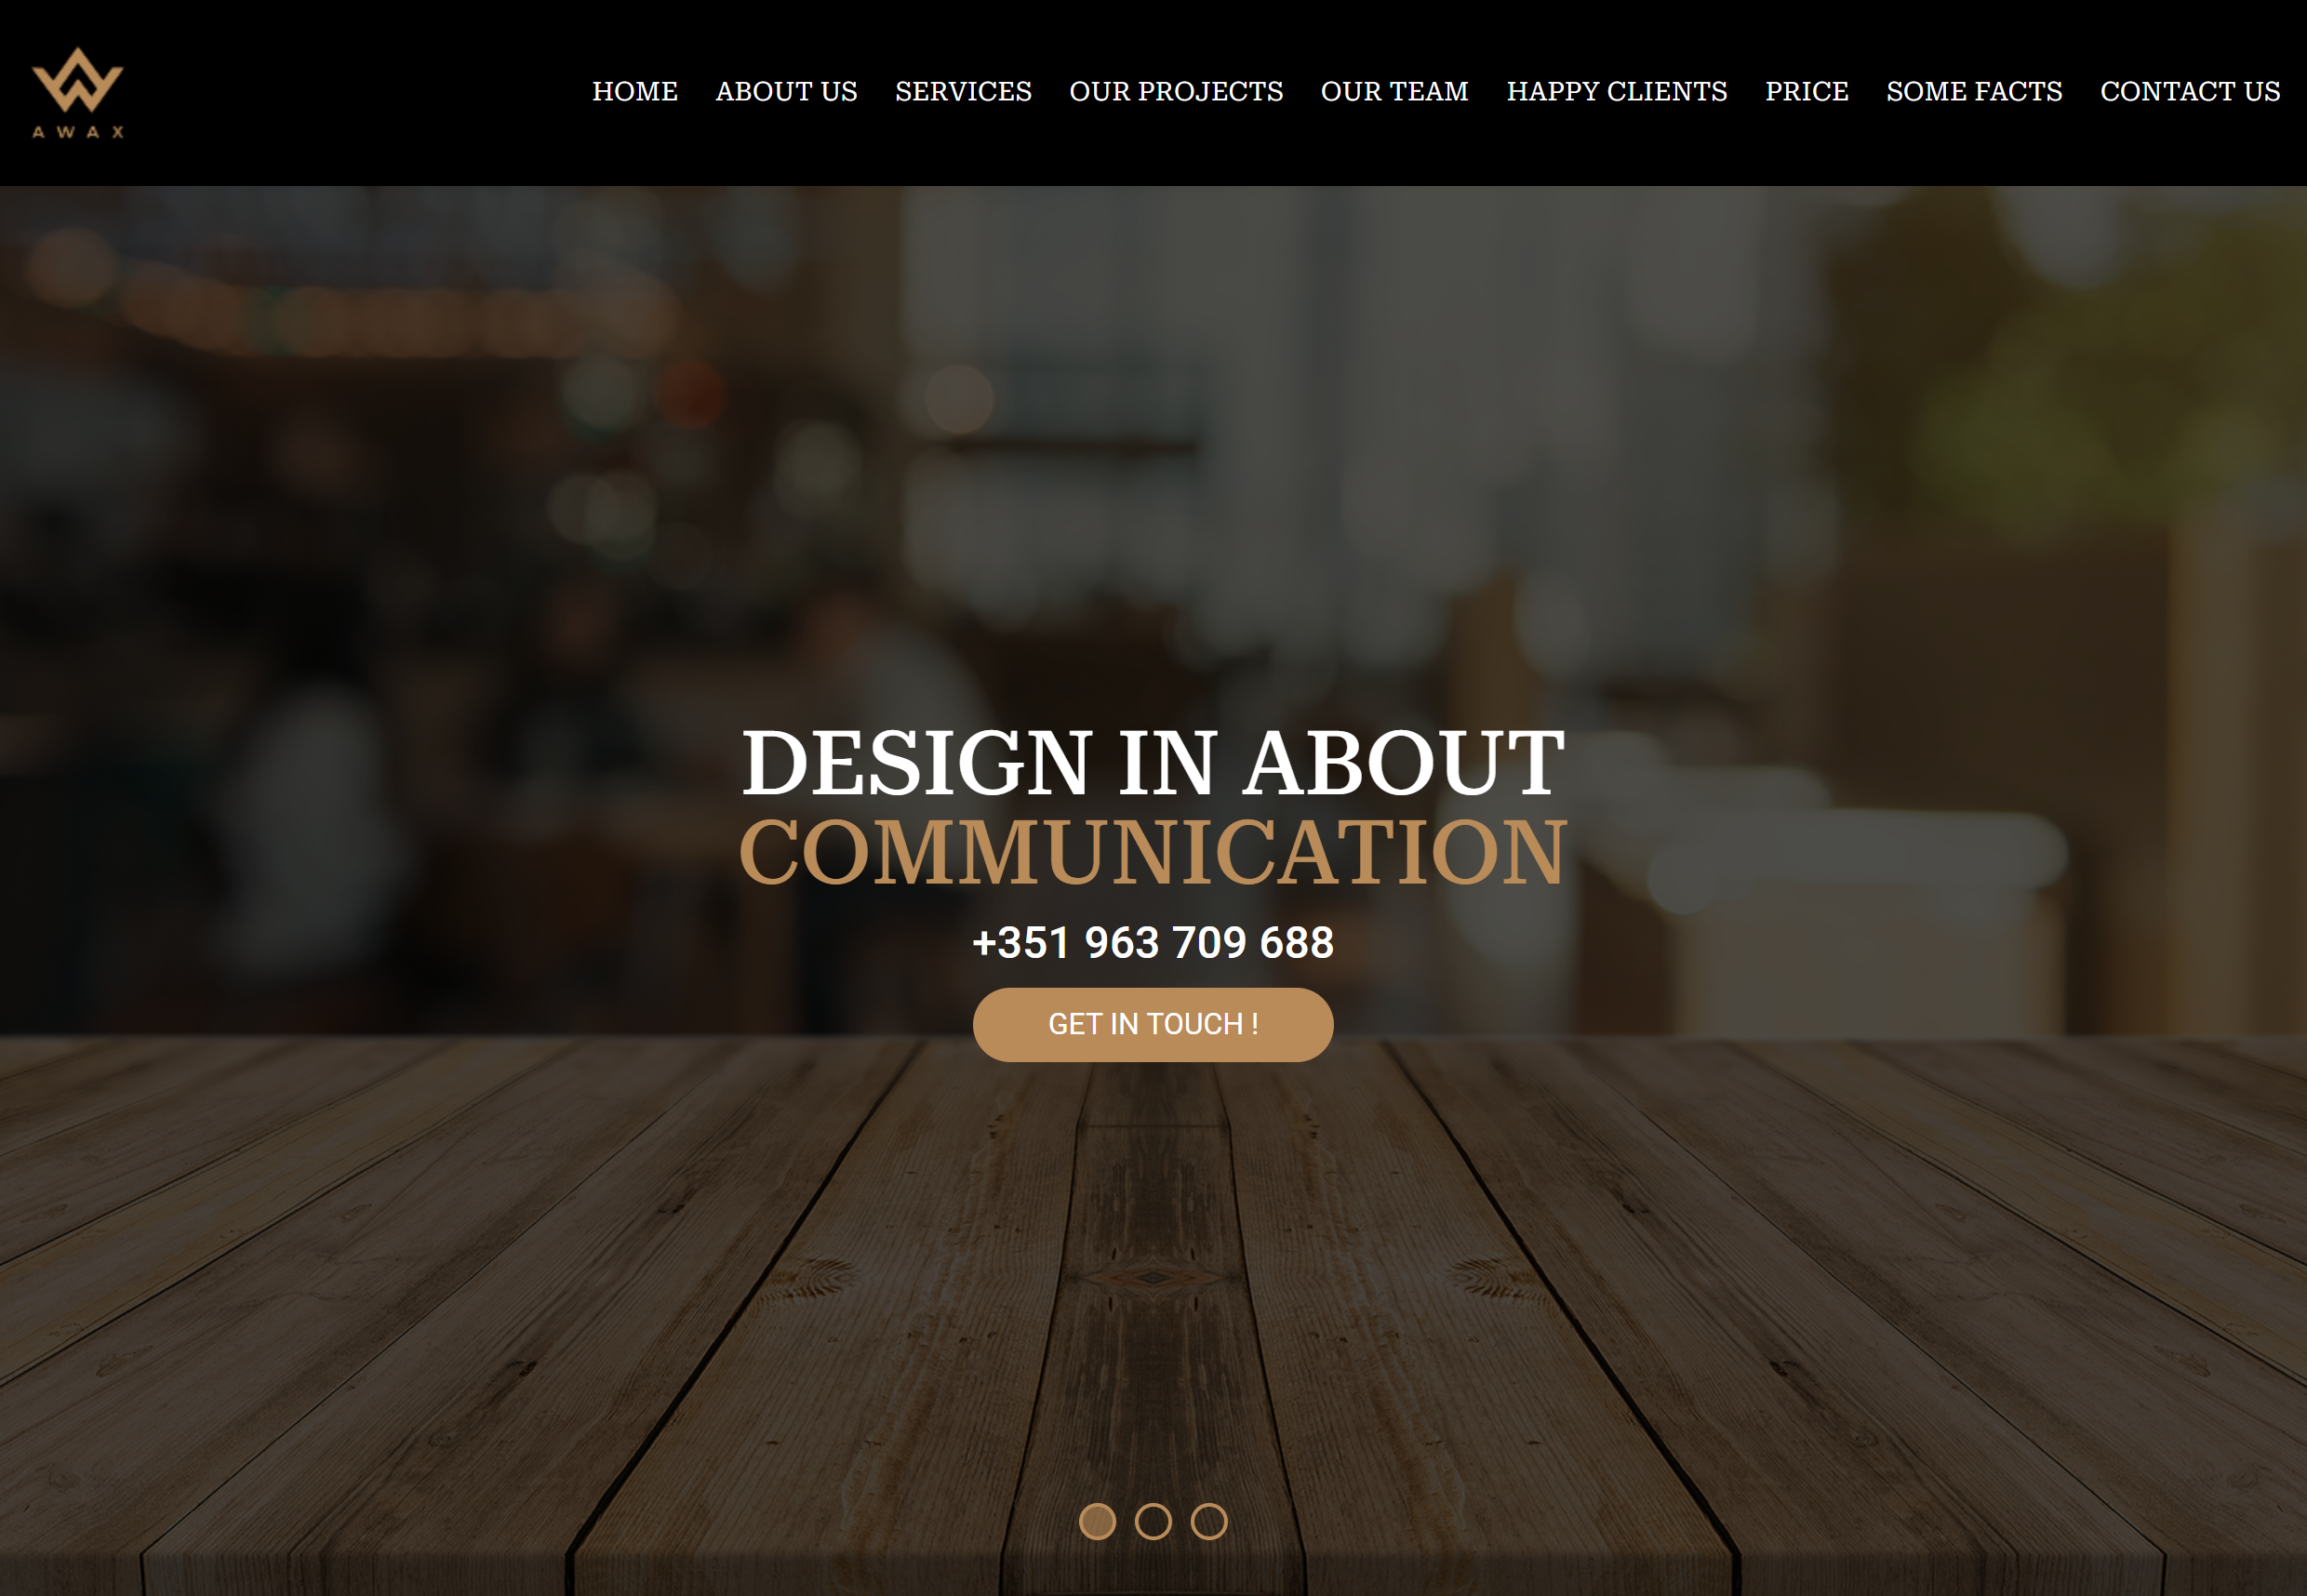 AWAX
HOME ABOUT US SERVICES OUR PROJECTS OUR TEAM HAPPY CLIENTS PRICE SOME FACTS CONTACT US
DESIGN IN ABOUT
COMMUNICATION
+351 963 709 688
GET IN TOUCH !